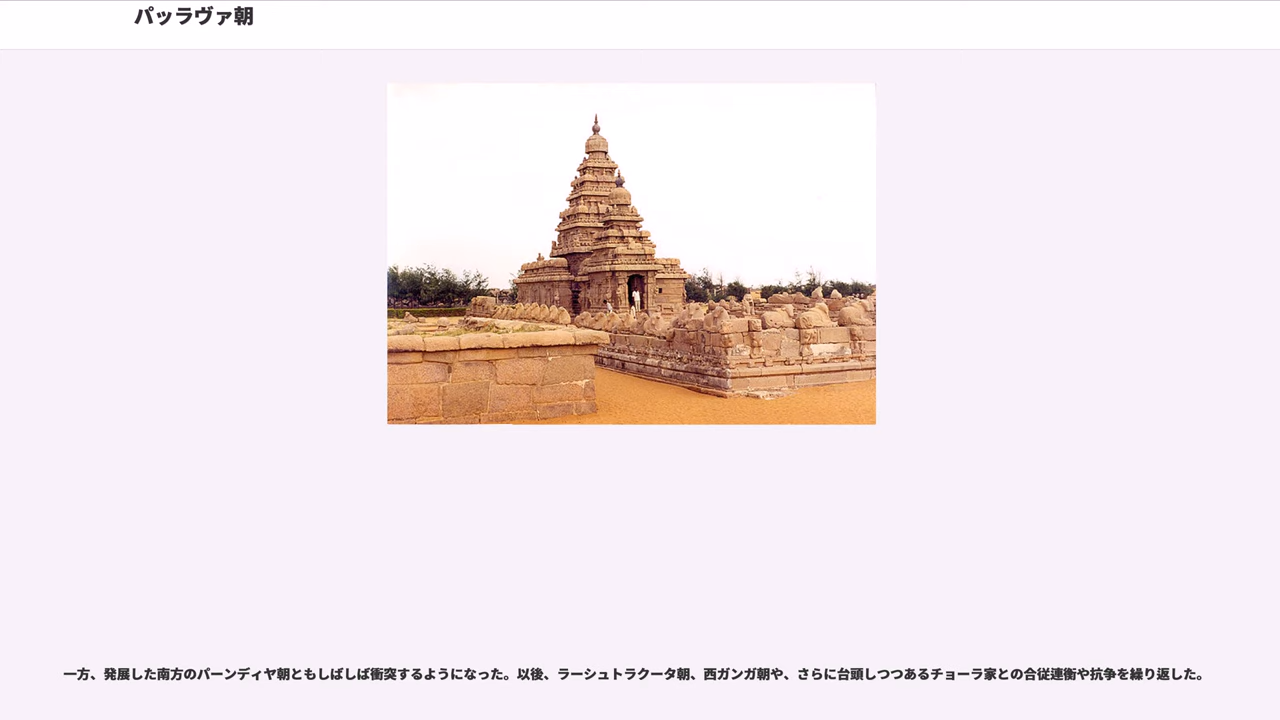 パッラヴァ朝
一方、発展した南方のパーンディヤ朝ともしばしば衝突するようになった。以後、ラーシュトラクータ朝、西ガンガ朝や、さらに台頭しつつあるチョーラ家との合従連衡や抗争を繰り返した。